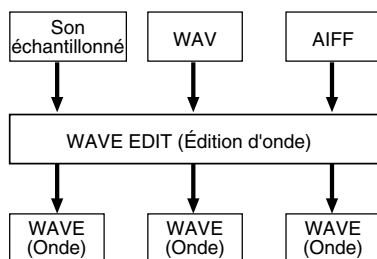 Son
échantillonné
WAV
AIFF
WAVE EDIT (Édition d'onde)
WAVE
(Onde)
WAVE
(Onde)
WAVE
(Onde)